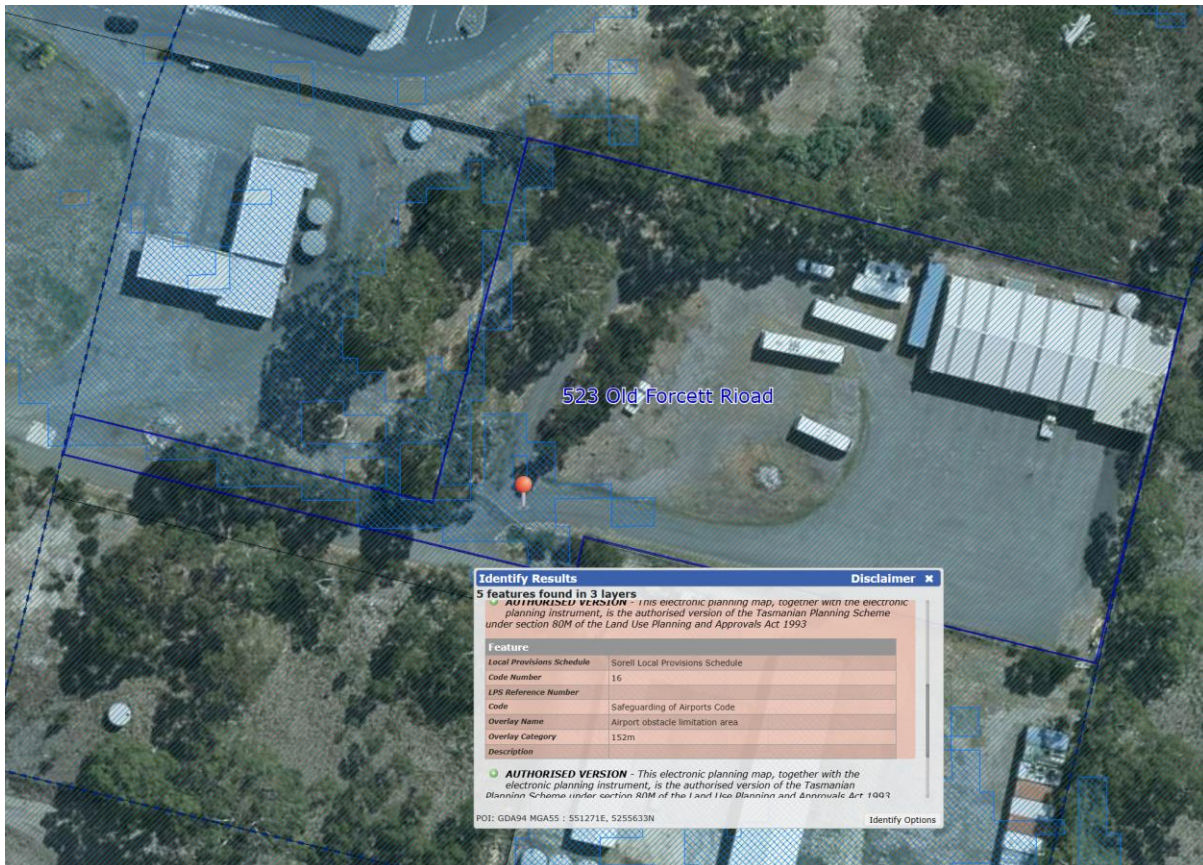 523 Old Forcett Rioad
Identify Results Disclaimer ✖
5 features found in 3 layers
AUTHORISED VERSION - This electronic planning map, together with the electronic
planning instrument, is the authorised version of the Tasmanian Planning Scheme
under section 80M of the Land Use Planning and Approvals Act 1993
Feature
Local Provisions Schedule Sorell Local Provisions Schedule
Code Number 16
LPS Reference Number
Code Safeguarding of Airports Code
Overlay Name Airport obstacle limitation area
Overlay Category 152m
Description
AUTHORISED VERSION - This electronic planning map, together with the
electronic planning instrument, is the authorised version of the Tasmanian
Planning Scheme under section 80M of the Land Use Planning and Approvals Act 1993
POI: GDA94 MGA55 : 551271E, 5255633N Identify Options